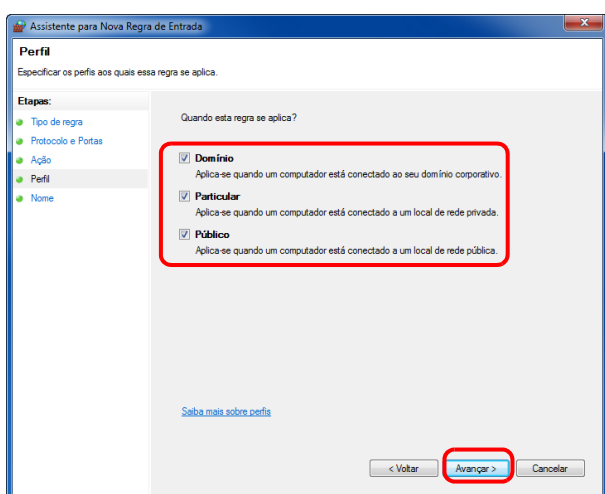 Assistente para Nova Regra de Entrada
Perfil
Especificar os perfis aos quais essa regra se aplica.
Etapas:
Tipo de regra
Protocolo e Portas
Ação
Perfil
Nome
Quando esta regra se aplica?
Domínio
Aplica-se quando um computador está conectado ao seu domínio corporativo.
Particular
Aplica-se quando um computador está conectado a um local de rede privada.
Público
Aplica-se quando um computador está conectado a um local de rede pública.
Saiba mais sobre perfis
< Voltar
Avançar >
Cancelar